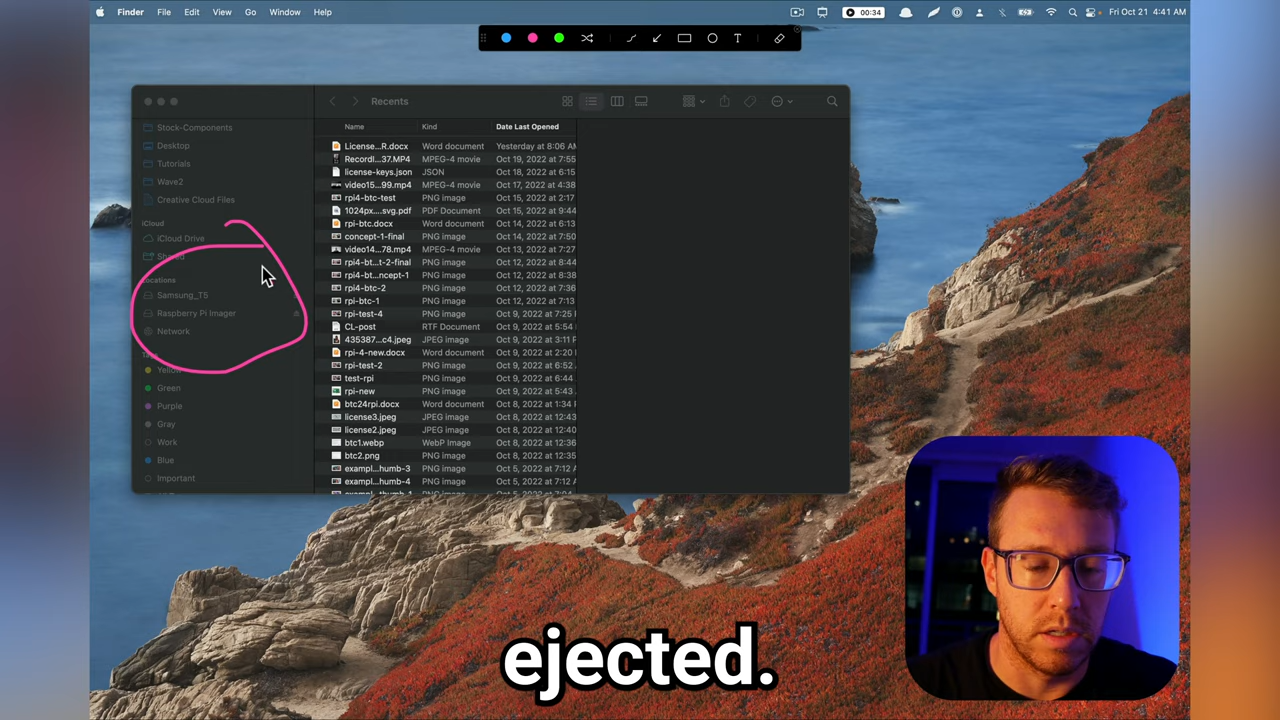 Finder File Edit View Go Window Help 00:34 Fri Oct 21 4:41 AM
T
Recents
Stock-Components
Desktop
Tutorials
Wave2
Creative Cloud Files
iCloud
iCloud Drive
Shared
Locations
Samsung_T5
Raspberry Pi Imager
Network
Tags
Yellow
Green
Purple
Gray
Work
Blue
Important
Name Kind Date Last Opened
License...R.docx Word document Yesterday at 8:06 AM
RecordI...37.MP4 MPEG-4 movie Oct 19, 2022 at 7:55
license-keys.json JSON Oct 18, 2022 at 6:15
video15...99.mp4 MPEG-4 movie Oct 17, 2022 at 4:38
rpi4-btc-test PNG image Oct 15, 2022 at 2:17
1024px....svg.pdf PDF Document Oct 15, 2022 at 9:44
rpi-btc.docx Word document Oct 14, 2022 at 6:13
concept-1-final PNG image Oct 14, 2022 at 7:50
video14...78.mp4 MPEG-4 movie Oct 13, 2022 at 7:27
rpi4-bt...t-2-final PNG image Oct 12, 2022 at 8:44
rpi4-bt...ncept-1 PNG image Oct 12, 2022 at 8:38
rpi4-btc-2 PNG image Oct 12, 2022 at 7:36
rpi-btc-1 PNG image Oct 12, 2022 at 7:13
rpi-test-4 PNG image Oct 9, 2022 at 7:25
CL-post RTF Document Oct 9, 2022 at 5:54
435387...c4.jpeg JPEG image Oct 9, 2022 at 3:11
rpi-4-new.docx Word document Oct 9, 2022 at 2:20
rpi-test-2 PNG image Oct 9, 2022 at 6:52
test-rpi PNG image Oct 9, 2022 at 6:44
rpi-new PNG image Oct 9, 2022 at 5:43
btc24rpi.docx Word document Oct 8, 2022 at 1:34
license3.jpeg JPEG image Oct 8, 2022 at 12:43
license2.jpeg JPEG image Oct 8, 2022 at 12:40
btc1.webp WebP Image Oct 8, 2022 at 12:36
btc2.png PNG image Oct 8, 2022 at 12:35
exampl...humb-3 PNG image Oct 5, 2022 at 7:12
exampl...humb-4 PNG image Oct 5, 2022 at 7:12
ejected.